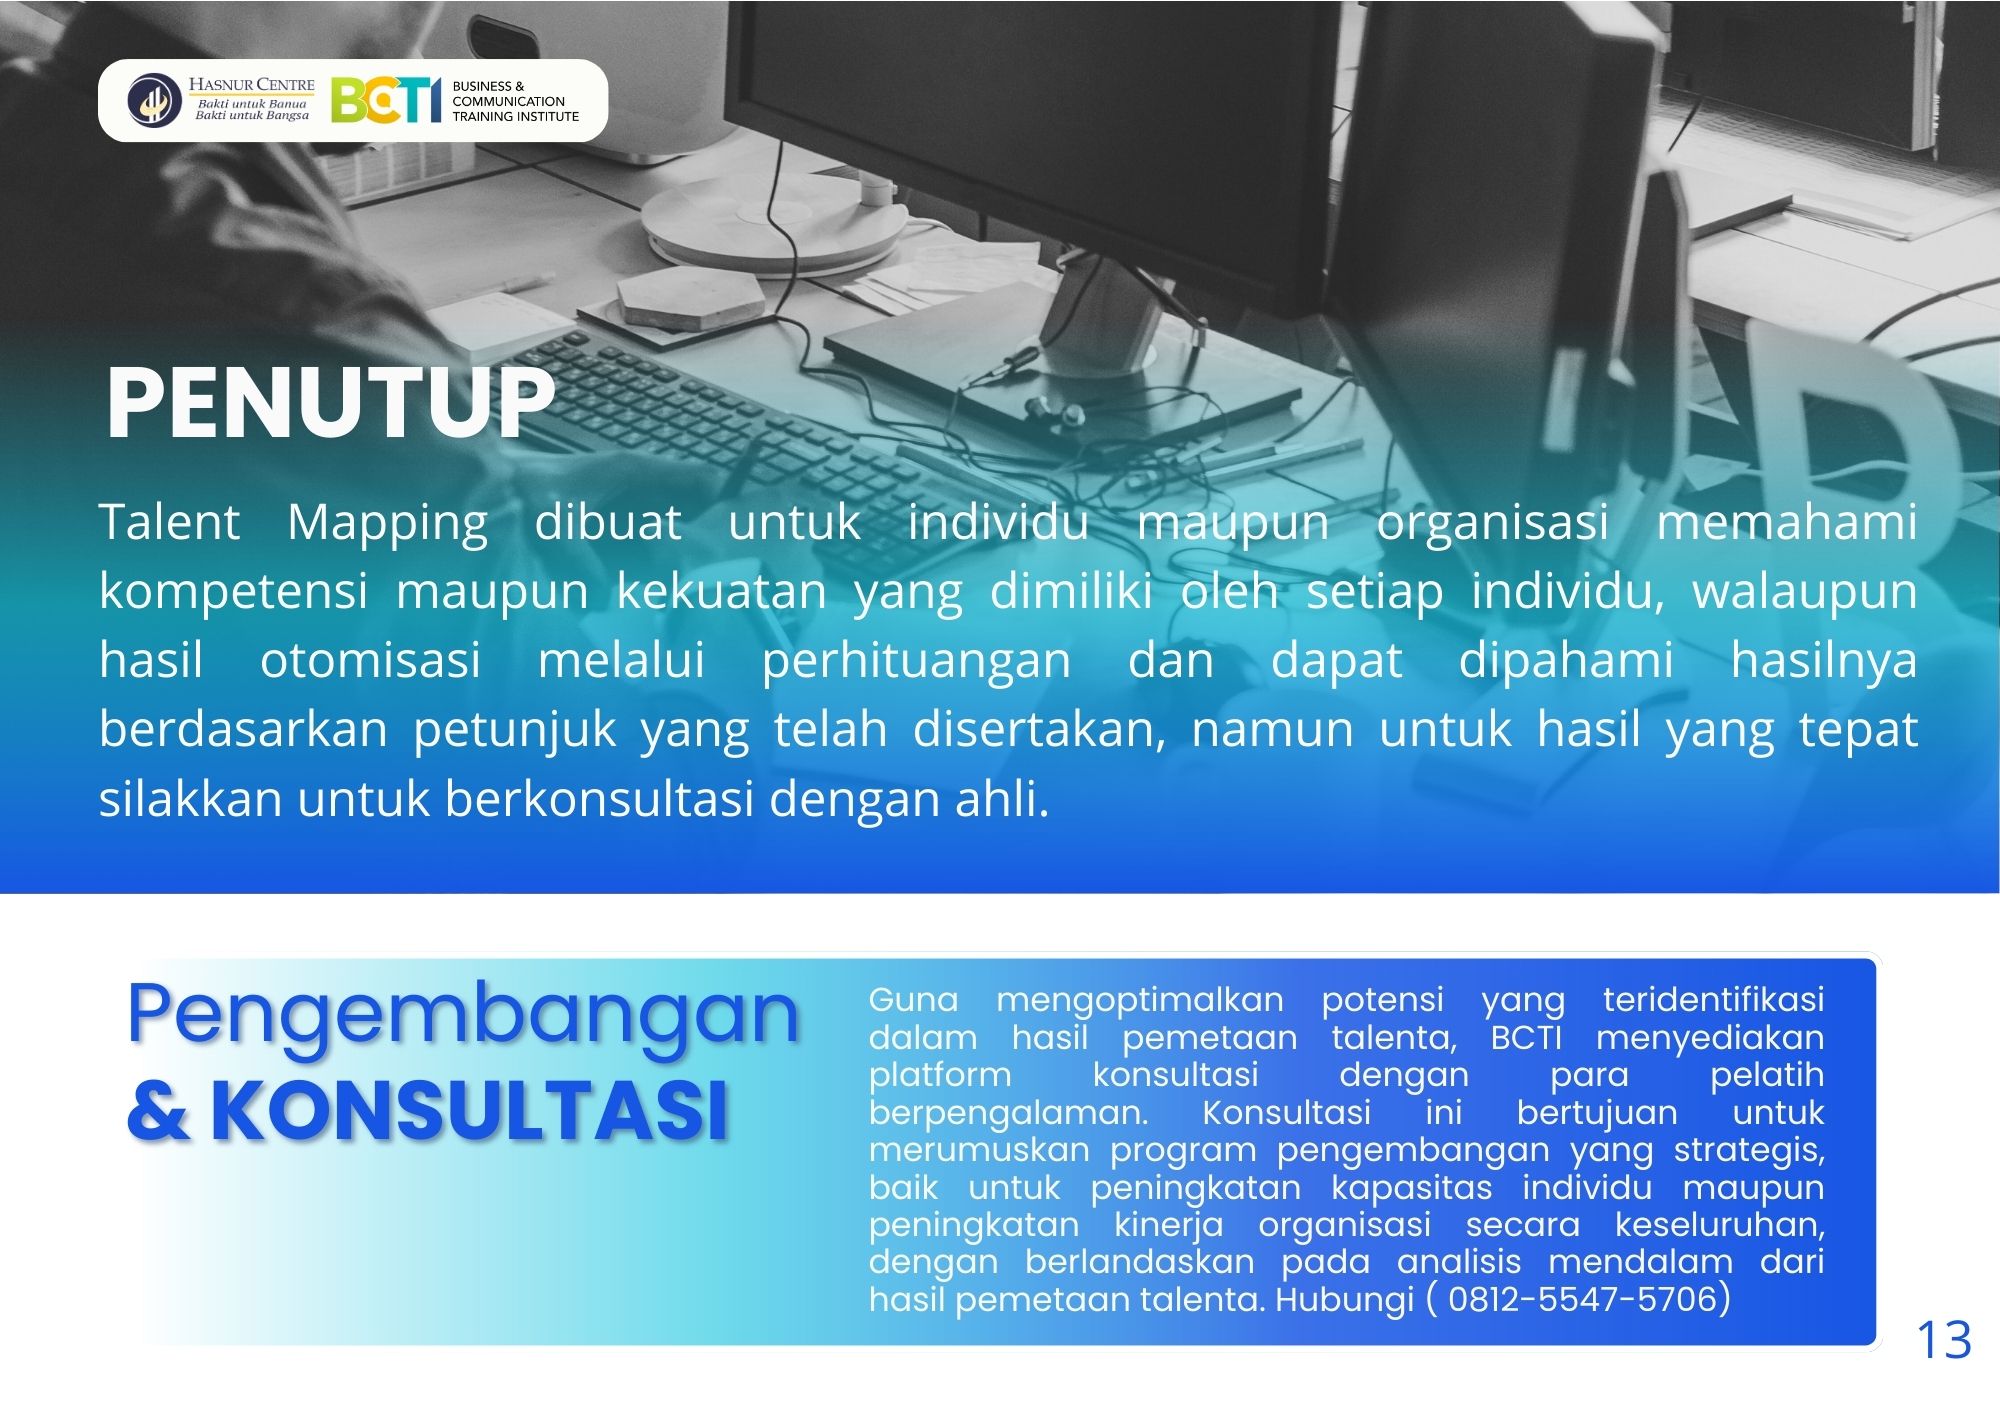 HASNUR CENTRE
Bakti untuk Banua
Bakti untuk Bangsa
BCTI
BUSINESS &
COMMUNICATION
TRAINING INSTITUTE
PENUTUP
Talent Mapping dibuat untuk individu maupun organisasi memahami
kompetensi maupun kekuatan yang dimiliki oleh setiap individu, walaupun
hasil otomisasi melalui perhituangan dan dapat dipahami hasilnya
berdasarkan petunjuk yang telah disertakan, namun untuk hasil yang tepat
silakkan untuk berkonsultasi dengan ahli.
Pengembangan
& KONSULTASI
Guna mengoptimalkan potensi yang teridentifikasi
dalam hasil pemetaan talenta, BCTI menyediakan
platform konsultasi dengan para pelatih
berpengalaman. Konsultasi ini bertujuan untuk
merumuskan program pengembangan yang strategis,
baik untuk peningkatan kapasitas individu maupun
peningkatan kinerja organisasi secara keseluruhan,
dengan berlandaskan pada analisis mendalam dari
hasil pemetaan talenta. Hubungi ( 0812-5547-5706)
13